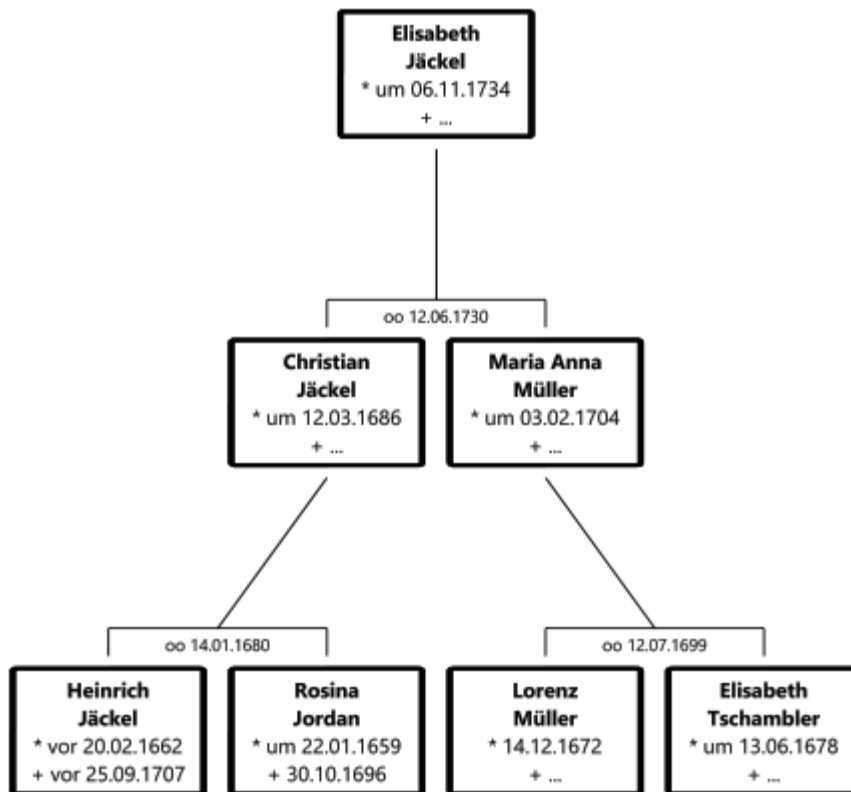 Elisabeth
Jäckel
* um 06.11.1734
+ ...
oo 12.06.1730
Christian
Jäckel
* um 12.03.1686
+ ...
Maria Anna
Müller
* um 03.02.1704
+ ...
oo 14.01.1680
oo 12.07.1699
Heinrich
Jäckel
* vor 20.02.1662
+ vor 25.09.1707
Rosina
Jordan
* um 22.01.1659
+ 30.10.1696
Lorenz
Müller
* 14.12.1672
+ ...
Elisabeth
Tschambler
* um 13.06.1678
+ ...